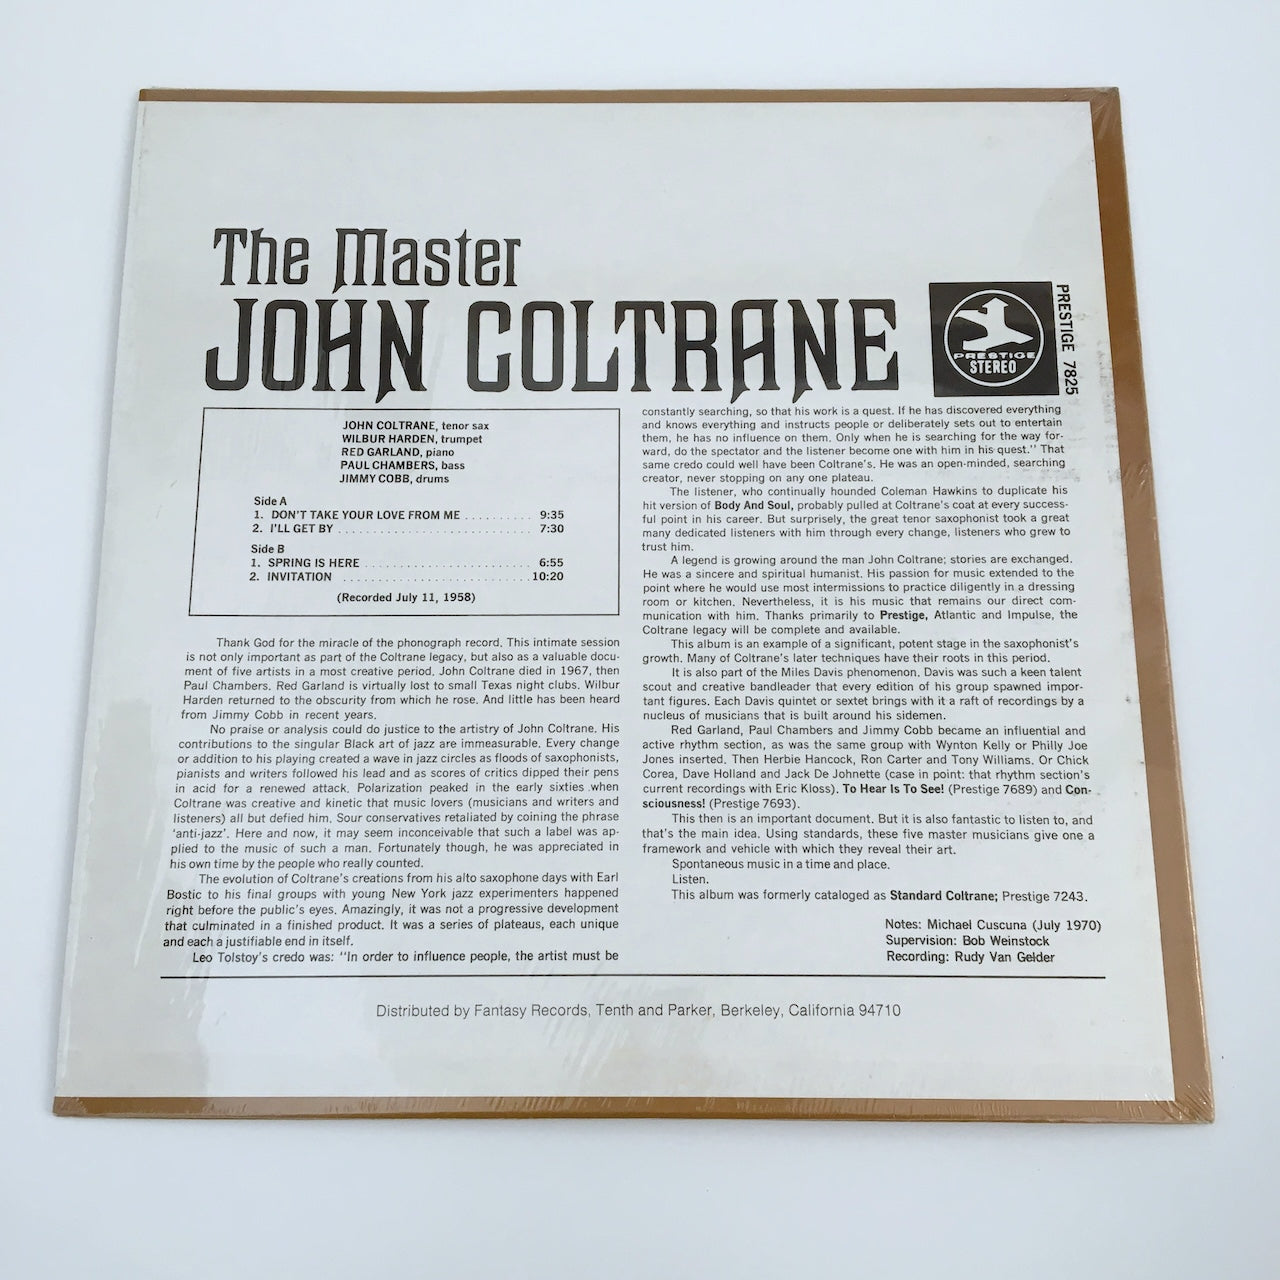 The Master
JOHN COLTRANE
PRESTIGE
STEREO
PRESTIGE 7825
JOHN COLTRANE, tenor sax
WILBUR HARDEN, trumpet
RED GARLAND, piano
PAUL CHAMBERS, bass
JIMMY COBB, drums
Side A
1. DON'T TAKE YOUR LOVE FROM ME .......... 9:35
2. I'LL GET BY ............................. 7:30
Side B
1. SPRING IS HERE ......................... 6:55
2. INVITATION ............................ 10:20
(Recorded July 11, 1958)
Thank God for the miracle of the phonograph record. This intimate session
is not only important as part of the Coltrane legacy, but also as a valuable docu-
ment of five artists in a most creative period. John Coltrane died in 1967, then
Paul Chambers. Red Garland is virtually lost to small Texas night clubs. Wilbur
Harden returned to the obscurity from which he rose. And little has been heard
from Jimmy Cobb in recent years.
No praise or analysis could do justice to the artistry of John Coltrane. His
contributions to the singular Black art of jazz are immeasurable. Every change
or addition to his playing created a wave in jazz circles as floods of saxophonists,
pianists and writers followed his lead and as scores of critics dipped their pens
in acid for a renewed attack. Polarization peaked in the early sixties when
Coltrane was creative and kinetic that music lovers (musicians and writers and
listeners) all but defied him. Sour conservatives retaliated by coining the phrase
'anti-jazz'. Here and now, it may seem inconceivable that such a label was ap-
plied to the music of such a man. Fortunately though, he was appreciated in
his own time by the people who really counted.
The evolution of Coltrane's creations from his alto saxophone days with Earl
Bostic to his final groups with young New York jazz experimenters happened
right before the public's eyes. Amazingly, it was not a progressive development
that culminated in a finished product. It was a series of plateaus, each unique
and each a justifiable end in itself.
Leo Tolstoy's credo was: "In order to influence people, the artist must be
constantly searching, so that his work is a quest. If he has discovered everything
and knows everything and instructs people or deliberately sets out to entertain
them, he has no influence on them. Only when he is searching for the way for-
ward, do the spectator and the listener become one with him in his quest." That
same credo could well have been Coltrane's. He was an open-minded, searching
creator, never stopping on any one plateau.
The listener, who continually hounded Coleman Hawkins to duplicate his
hit version of Body And Soul, probably pulled at Coltrane's coat at every success-
ful point in his career. But surprisingly, the great tenor saxophonist took a great
many dedicated listeners with him through every change, listeners who grew to
trust him.
A legend is growing around the man John Coltrane; stories are exchanged.
He was a sincere and spiritual humanist. His passion for music extended to the
point where he would use most intermissions to practice diligently in a dressing
room or kitchen. Nevertheless, it is his music that remains our direct com-
munication with him. Thanks primarily to Prestige, Atlantic and Impulse, the
Coltrane legacy will be complete and available.
This album is an example of a significant, potent stage in the saxophonist's
growth. Many of Coltrane's later techniques have their roots in this period.
It is also part of the Miles Davis phenomenon. Davis was such a keen talent
scout and creative bandleader that every edition of his group spawned impor-
tant figures. Each Davis quintet or sextet brings with it a raft of recordings by a
nucleus of musicians that is built around his sidemen.
Red Garland, Paul Chambers and Jimmy Cobb became an influential and
active rhythm section, as was the same group with Wynton Kelly or Philly Joe
Jones inserted. Then Herbie Hancock, Ron Carter and Tony Williams. Or Chick
Corea, Dave Holland and Jack De Johnette (case in point: that rhythm section's
current recordings with Eric Kloss). To Hear Is To See! (Prestige 7689) and Con-
sciousness! (Prestige 7693).
This then is an important document. But it is also fantastic to listen to, and
that's the main idea. Using standards, these five master musicians give one a
framework and vehicle with which they reveal their art.
Spontaneous music in a time and place.
Listen.
This album was formerly cataloged as Standard Coltrane; Prestige 7243.
Notes: Michael Cuscuna (July 1970)
Supervision: Bob Weinstock
Recording: Rudy Van Gelder
Distributed by Fantasy Records, Tenth and Parker, Berkeley, California 94710